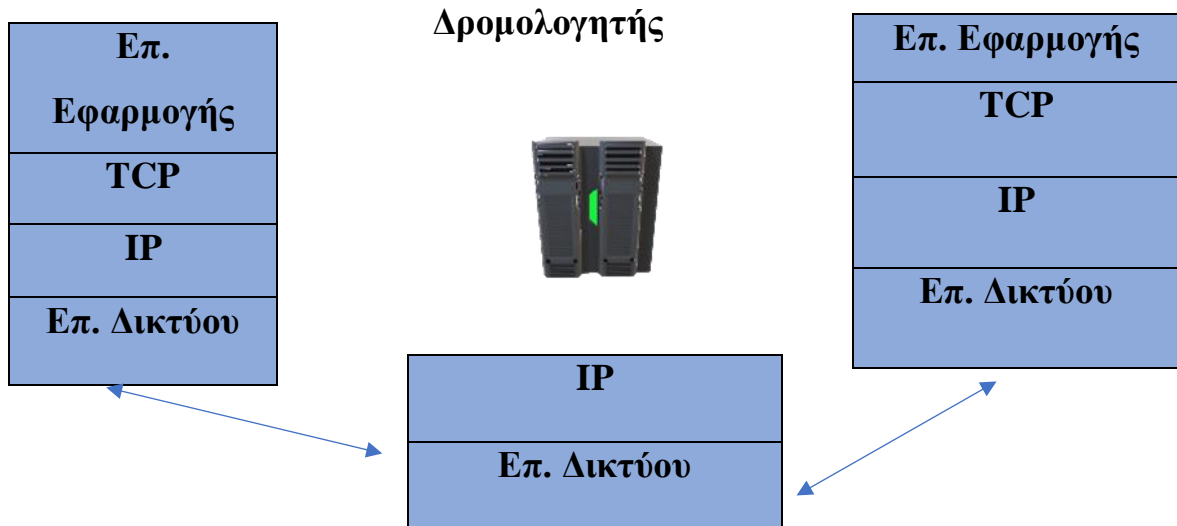 Δρομολογητής
Επ.
Εφαρμογής
TCP
IP
Επ. Δικτύου
Επ. Εφαρμογής
TCP
IP
Επ. Δικτύου
IP
Επ. Δικτύου